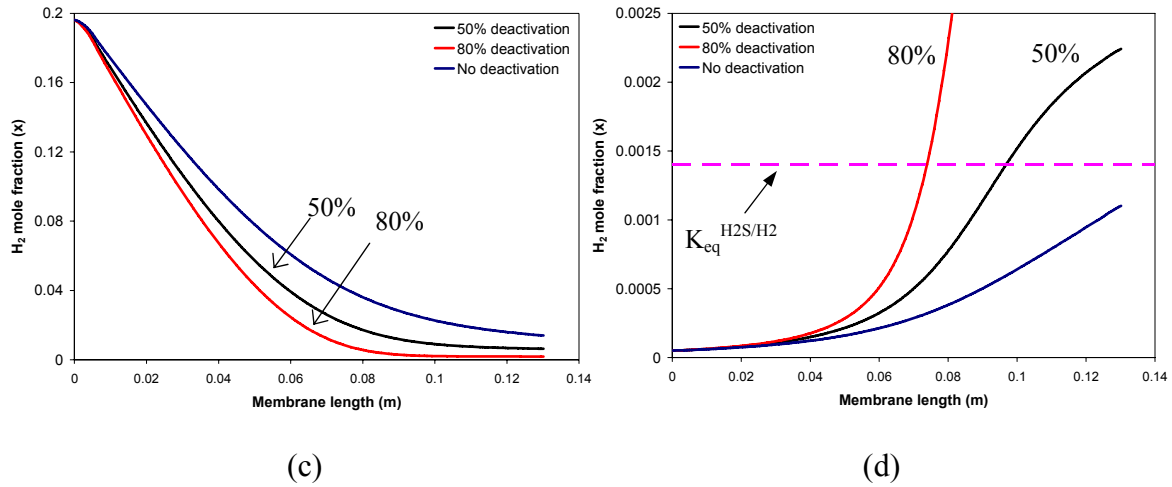 50% deactivation
80% deactivation
No deactivation
0.2
0.16
0.12
0.08
0.04
0
H2 mole fraction (x)
50%
80%
0 0.02 0.04 0.06 0.08 0.1 0.12 0.14
Membrane length (m)
(c)
50% deactivation
80% deactivation
No deactivation
0.0025
0.002
0.0015
0.001
0.0005
0
H2 mole fraction (x)
80%
50%
Keq H2S/H2
0 0.02 0.04 0.06 0.08 0.1 0.12 0.14
Membrane length (m)
(d)